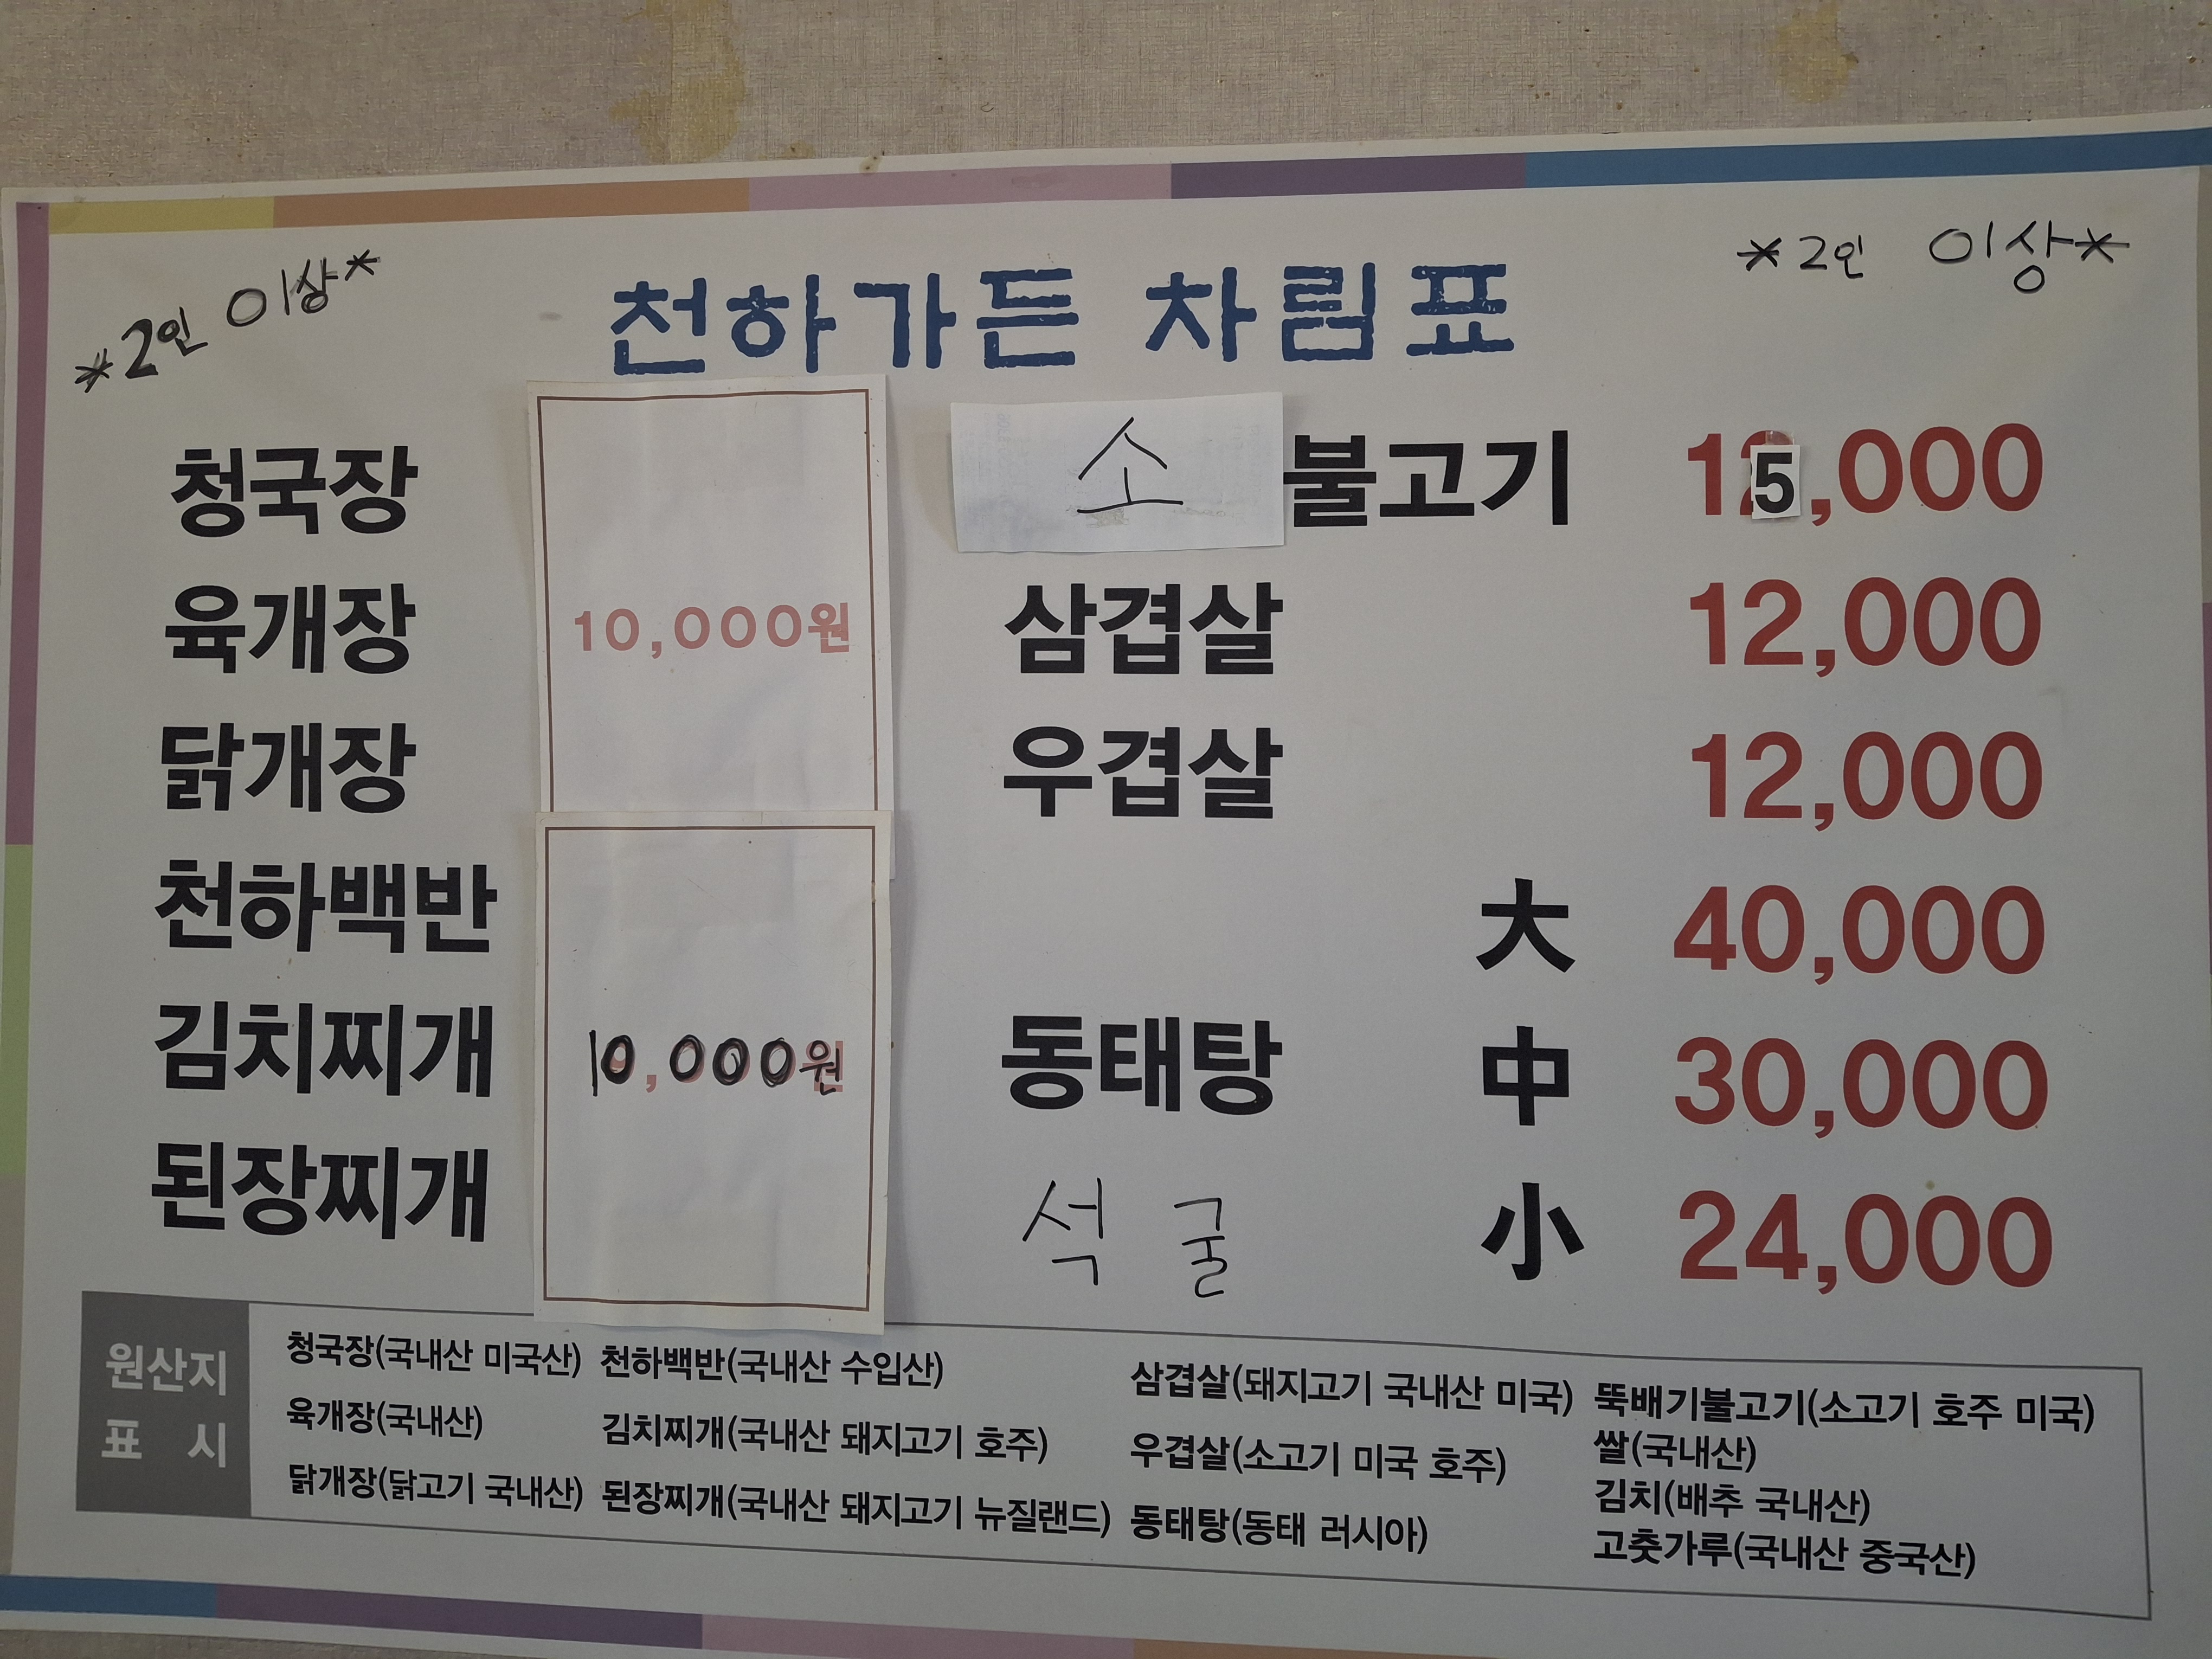 *2인 이상*
천하가든 차림표
*2인 이상*
청국장
육개장 10,000원
닭개장
천하백반
김치찌개 10,000원
된장찌개
소불고기 15,000
삼겹살 12,000
우겹살 12,000
大 40,000
동태탕 中 30,000
석굴 小 24,000
원산지
표 시
청국장(국내산 미국산)
육개장(국내산)
닭개장(닭고기 국내산)
천하백반(국내산 수입산)
김치찌개(국내산 돼지고기 호주)
된장찌개(국내산 돼지고기 뉴질랜드)
삼겹살(돼지고기 국내산 미국)
우겹살(소고기 미국 호주)
동태탕(동태 러시아)
뚝배기불고기(소고기 호주 미국)
쌀(국내산)
김치(배추 국내산)
고춧가루(국내산 중국산)